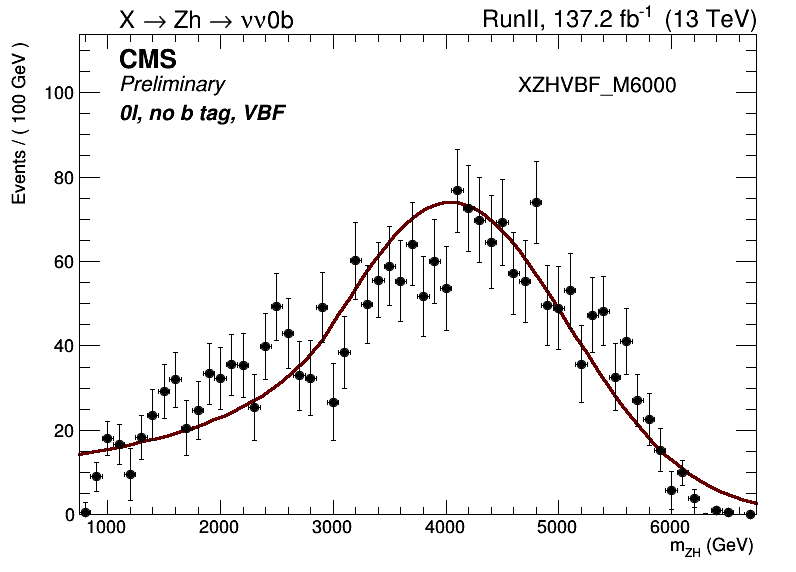 X → Zh → νν0b
RunII, 137.2 fb⁻¹ (13 TeV)
CMS
Preliminary
0l, no b tag, VBF
XZHVBF_M6000
Events / ( 100 GeV )
100
80
60
40
20
0
1000 2000 3000 4000 5000 6000
m_ZH (GeV)